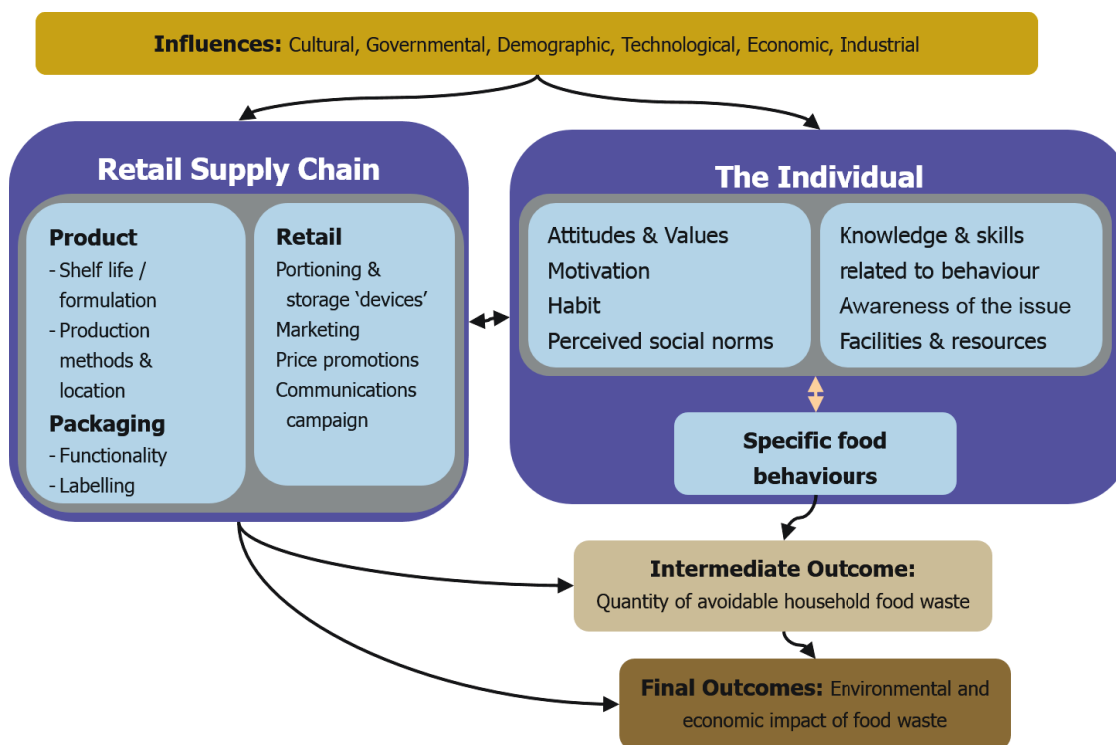 Influences: Cultural, Governmental, Demographic, Technological, Economic, Industrial
Retail Supply Chain
Product
- Shelf life /
formulation
- Production
methods &
location
Packaging
- Functionality
- Labelling
Retail
Portioning &
storage ‘devices’
Marketing
Price promotions
Communications
campaign
The Individual
Attitudes & Values
Motivation
Habit
Perceived social norms
Knowledge & skills
related to behaviour
Awareness of the issue
Facilities & resources
Specific food
behaviours
Intermediate Outcome:
Quantity of avoidable household food waste
Final Outcomes: Environmental and
economic impact of food waste